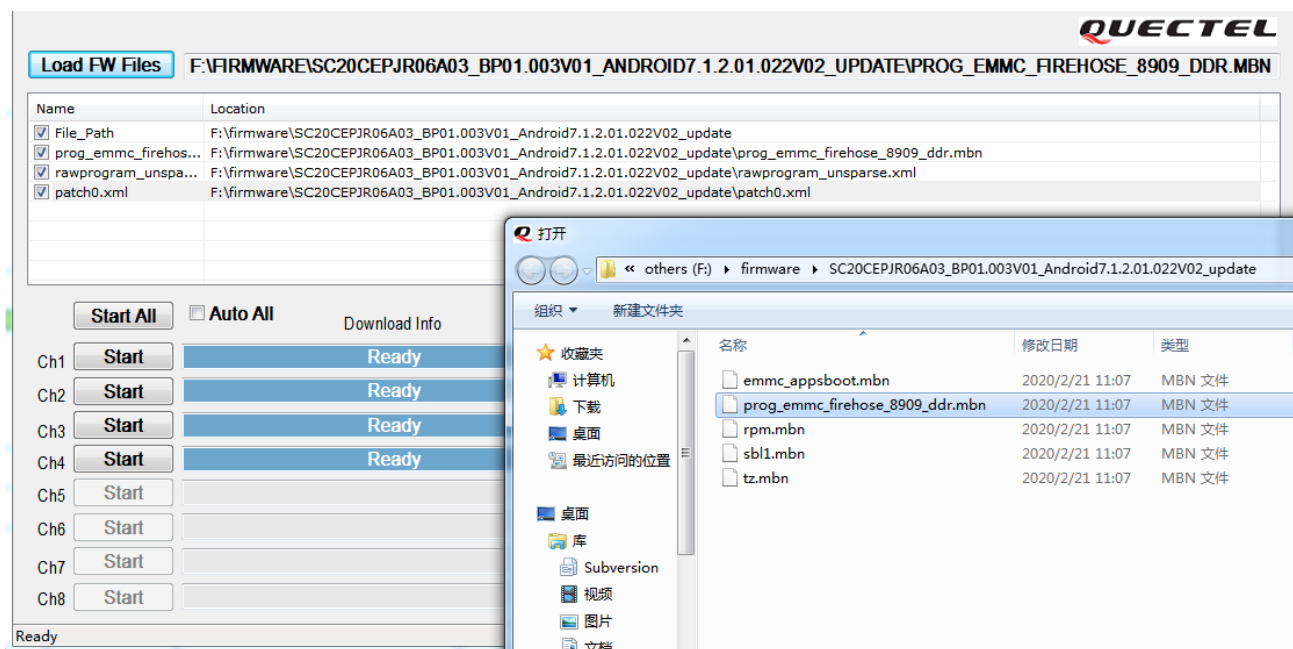 QUECTEL
Load FW Files F:\FIRMWARE\SC20CEPJR06A03_BP01.003V01_ANDROID7.1.2.01.022V02_UPDATE\PROG_EMMC_FIREHOSE_8909_DDR.MBN
Name Location
File_Path F:\firmware\SC20CEPJR06A03_BP01.003V01_Android7.1.2.01.022V02_update
prog_emmc_firehos... F:\firmware\SC20CEPJR06A03_BP01.003V01_Android7.1.2.01.022V02_update\prog_emmc_firehose_8909_ddr.mbn
rawprogram_unspa... F:\firmware\SC20CEPJR06A03_BP01.003V01_Android7.1.2.01.022V02_update\rawprogram_unsparse.xml
patch0.xml F:\firmware\SC20CEPJR06A03_BP01.003V01_Android7.1.2.01.022V02_update\patch0.xml
Start All Auto All Download Info
Ch1 Start Ready
Ch2 Start Ready
Ch3 Start Ready
Ch4 Start Ready
Ch5 Start
Ch6 Start
Ch7 Start
Ch8 Start
Ready
打开
« others (F:) firmware SC20CEPJR06A03_BP01.003V01_Android7.1.2.01.022V02_update
组织 新建文件夹
收藏夹
计算机
下载
桌面
最近访问的位置
桌面
库
Subversion
视频
图片
文档
名称 修改日期 类型
emmc_appsboot.mbn 2020/2/21 11:07 MBN 文件
prog_emmc_firehose_8909_ddr.mbn 2020/2/21 11:07 MBN 文件
rpm.mbn 2020/2/21 11:07 MBN 文件
sbl1.mbn 2020/2/21 11:07 MBN 文件
tz.mbn 2020/2/21 11:07 MBN 文件